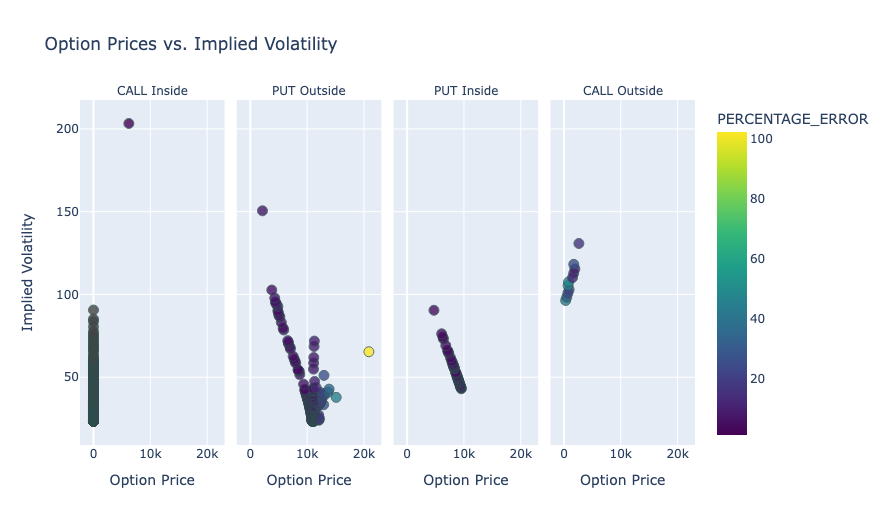 Option Prices vs. Implied Volatility
CALL Inside
PUT Outside
PUT Inside
CALL Outside
PERCENTAGE_ERROR
200
150
100
50
Implied Volatility
0 10k 20k
0 10k 20k
0 10k 20k
0 10k 20k
Option Price
Option Price
Option Price
Option Price
100
80
60
40
20